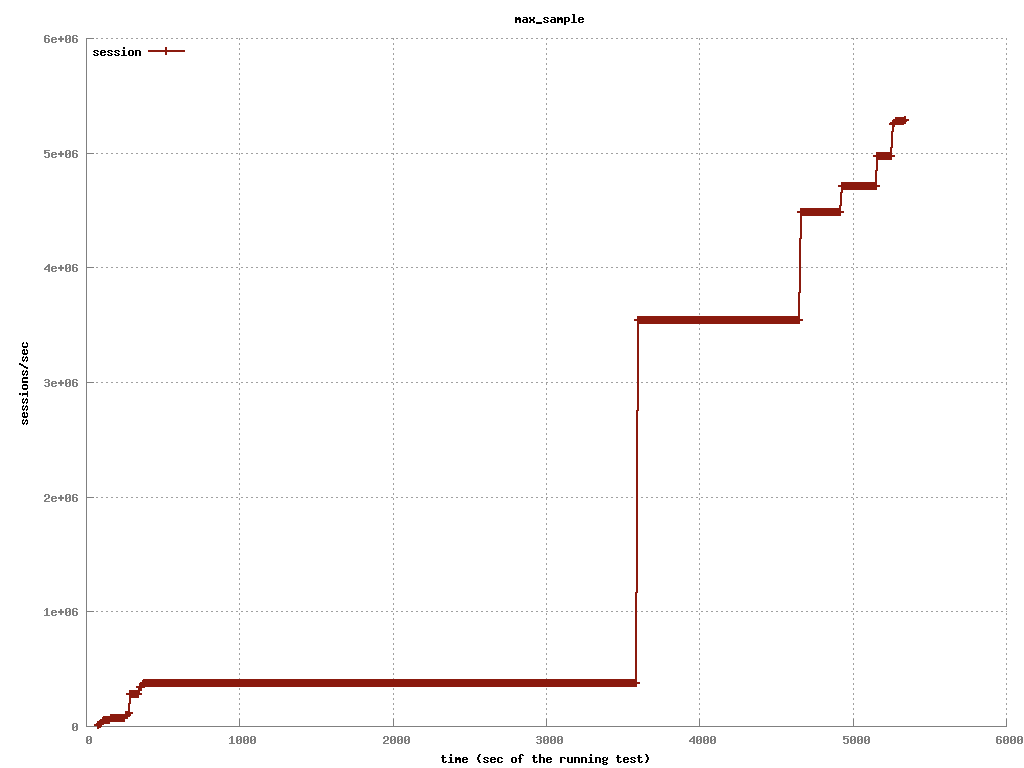 max_sample
6e+06
session
5e+06
4e+06
3e+06
sessions/sec
2e+06
1e+06
0
0 1000 2000 3000 4000 5000 6000
time (sec of the running test)